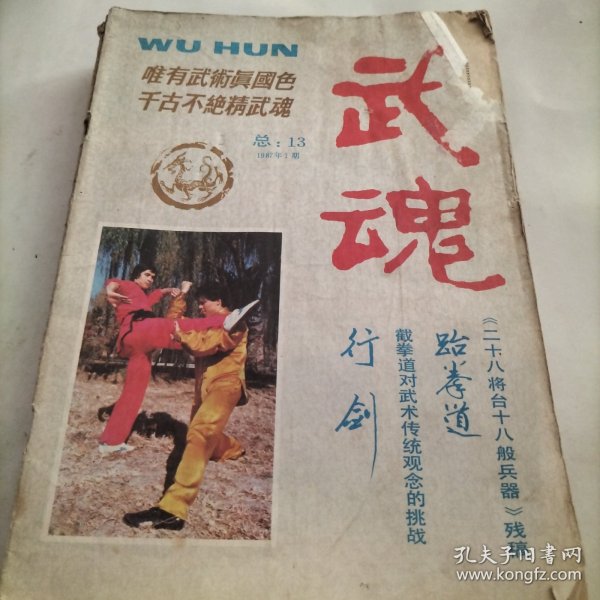 WU HUN
唯有武術眞國色
千古不絶精武魂
总:13
1987年1期
武魂
《二十八将台十八般兵器》残稿
跆拳道
截拳道对武术传统观念的挑战
行剑
孔夫子旧书网
www.kongfz.com